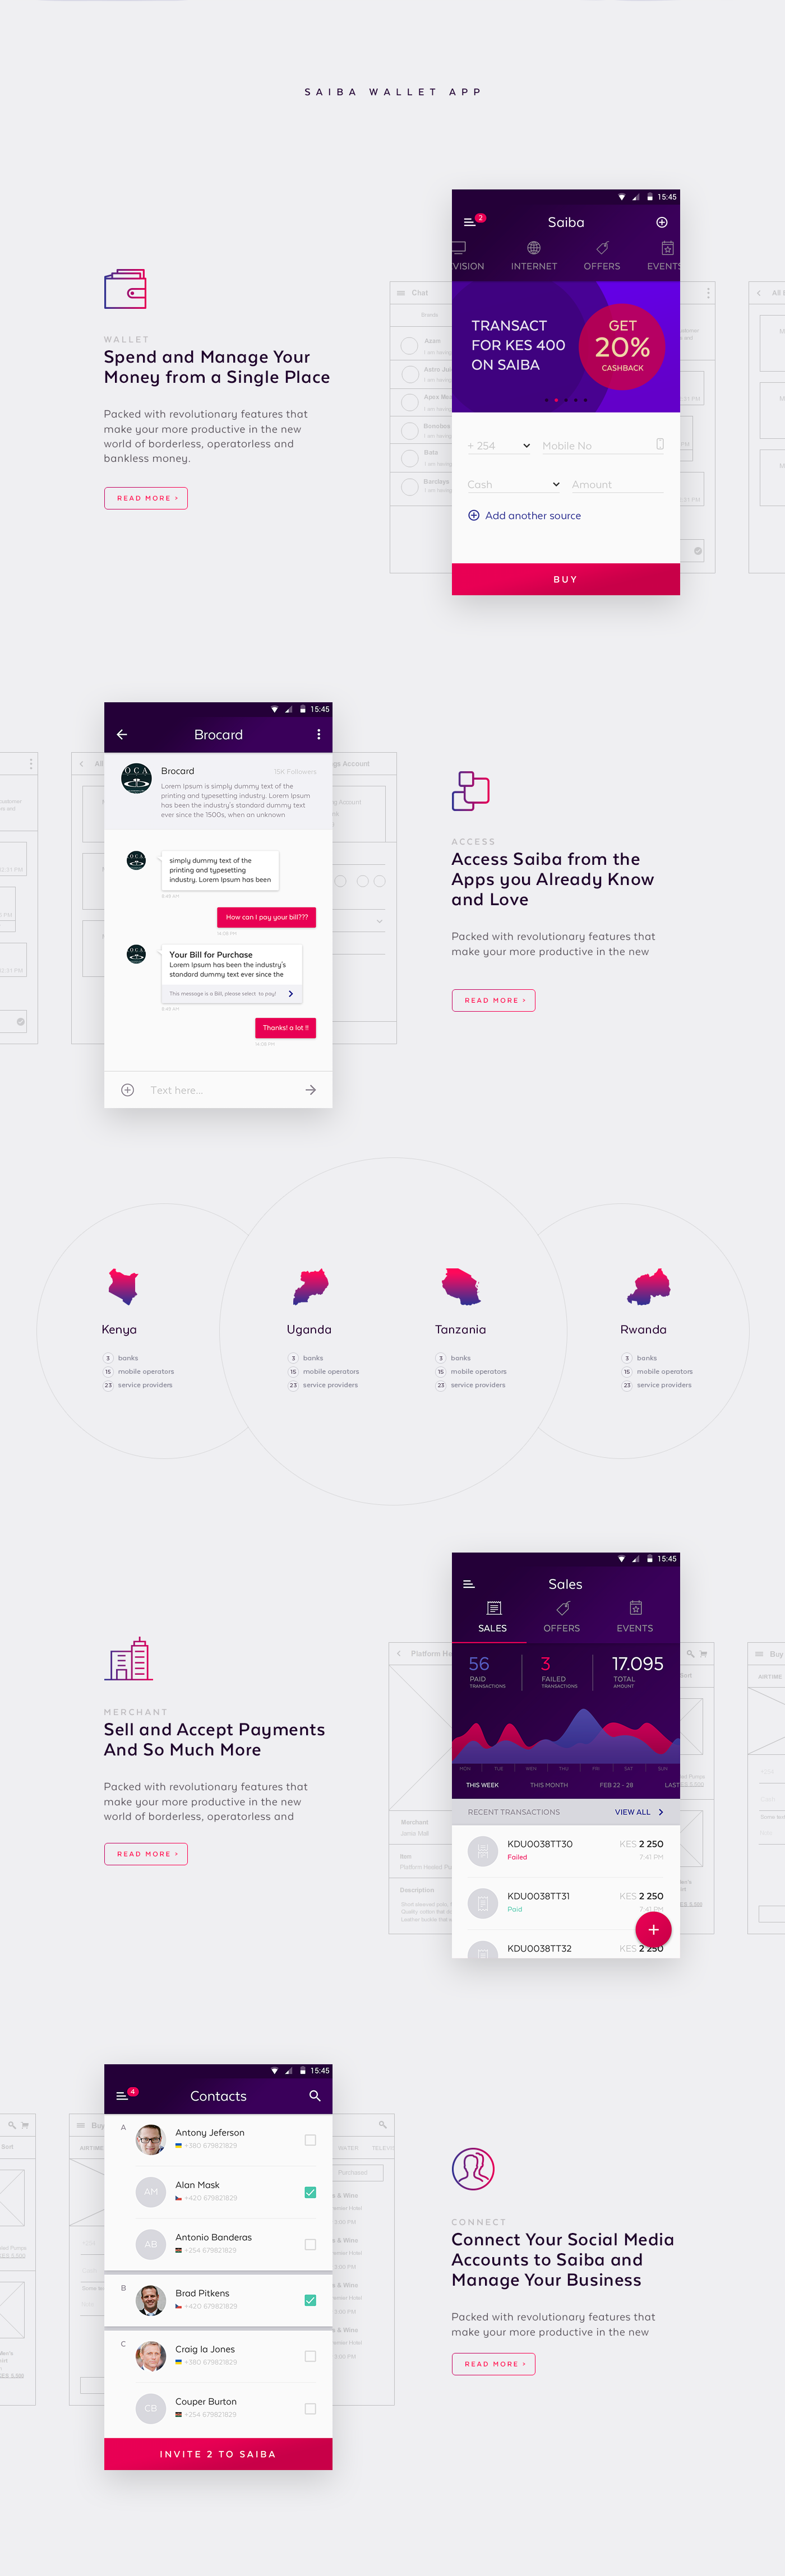 SAIBA WALLET APP
WALLET
Spend and Manage Your
Money from a Single Place
Packed with revolutionary features that
make your more productive in the new
world of borderless, operatorless and
bankless money.
READ MORE >
Chat
Brands
15:45
2
Saiba
VISION INTERNET OFFERS EVENTS
TRANSACT
FOR KES 400
ON SAIBA
GET
20%
CASHBACK
+ 254
Mobile No
Cash
Amount
Add another source
BUY
15:45
Brocard
Brocard
15K Followers
Lorem Ipsum is simply dummy text of the
printing and typesetting industry. Lorem Ipsum
has been the industry's standard dummy text
ever since the 1500s, when an unknown
simply dummy text of the
printing and typesetting
industry. Lorem Ipsum has been
How can I pay your bill???
Your Bill for Purchase
Lorem Ipsum has been the industry's
standard dummy text ever since the
This message is a Bill, please select to pay!
Thanks! a lot !!
Text here...
ACCESS
Access Saiba from the
Apps you Already Know
and Love
Packed with revolutionary features that
make your more productive in the new
READ MORE >
Kenya
3 banks
15 mobile operators
23 service providers
Uganda
3 banks
15 mobile operators
23 service providers
Tanzania
3 banks
15 mobile operators
23 service providers
Rwanda
3 banks
15 mobile operators
23 service providers
MERCHANT
Sell and Accept Payments
And So Much More
Packed with revolutionary features that
make your more productive in the new
world of borderless, operatorless and
READ MORE >
Merchant
Item
Description
15:45
Sales
SALES OFFERS EVENTS
56
PAID
TRANSACTIONS
3
FAILED
TRANSACTIONS
17.095
TOTAL
AMOUNT
MON TUE WEN THU FRI SAT SUN
THIS WEEK THIS MONTH FEB 22 - 28 LAST
RECENT TRANSACTIONS VIEW ALL
KDU0038TT30 KES 2 250
Failed 7:41 PM
KDU0038TT31 KES 2 250
Paid 7:41 PM
KDU0038TT32 KES 2 250
15:45
4
Contacts
A
Antony Jeferson
+380 679821829
AM
Alan Mask
+420 679821829
AB
Antonio Banderas
+254 679821829
B
Brad Pitkens
+420 679821829
C
Craig la Jones
+380 679821829
CB
Couper Burton
+254 679821829
INVITE 2 TO SAIBA
CONNECT
Connect Your Social Media
Accounts to Saiba and
Manage Your Business
Packed with revolutionary features that
make your more productive in the new
READ MORE >